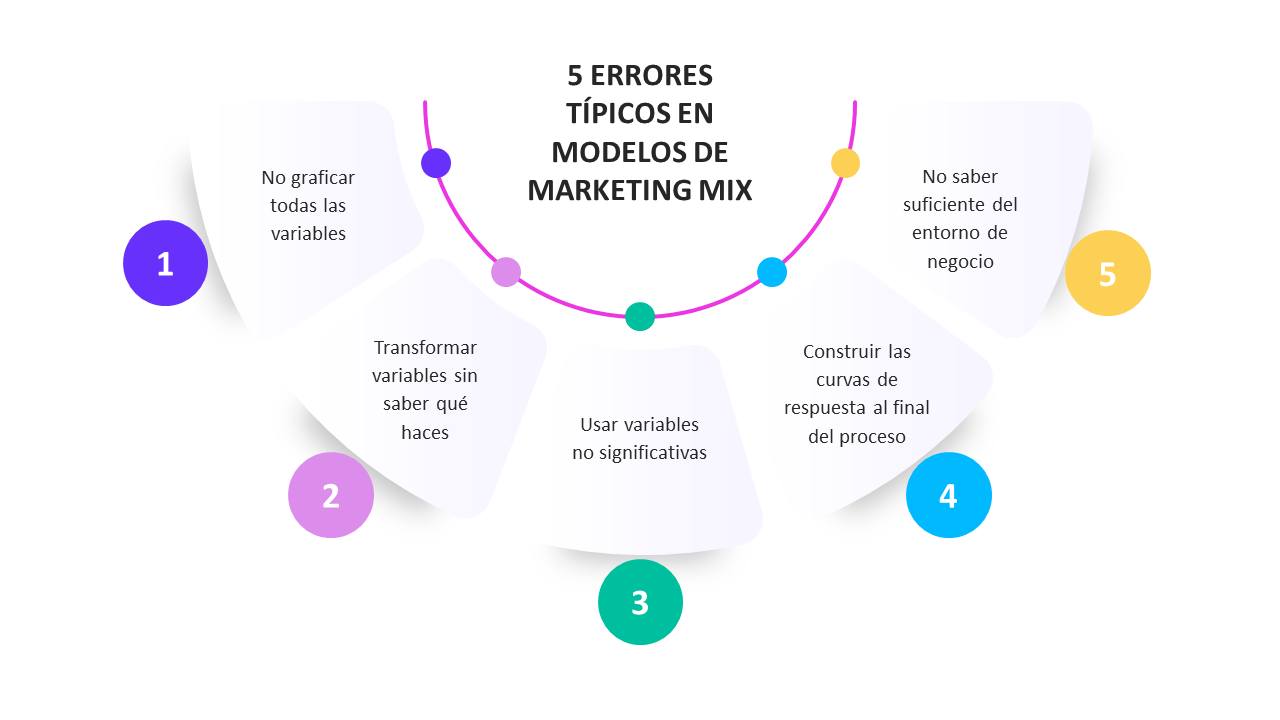 5 ERRORES
TÍPICOS EN
MODELOS DE
MARKETING MIX
1
No graficar
todas las
variables
2
Transformar
variables sin
saber qué
haces
3
Usar variables
no significativas
4
Construir las
curvas de
respuesta al final
del proceso
5
No saber
suficiente del
entorno de
negocio